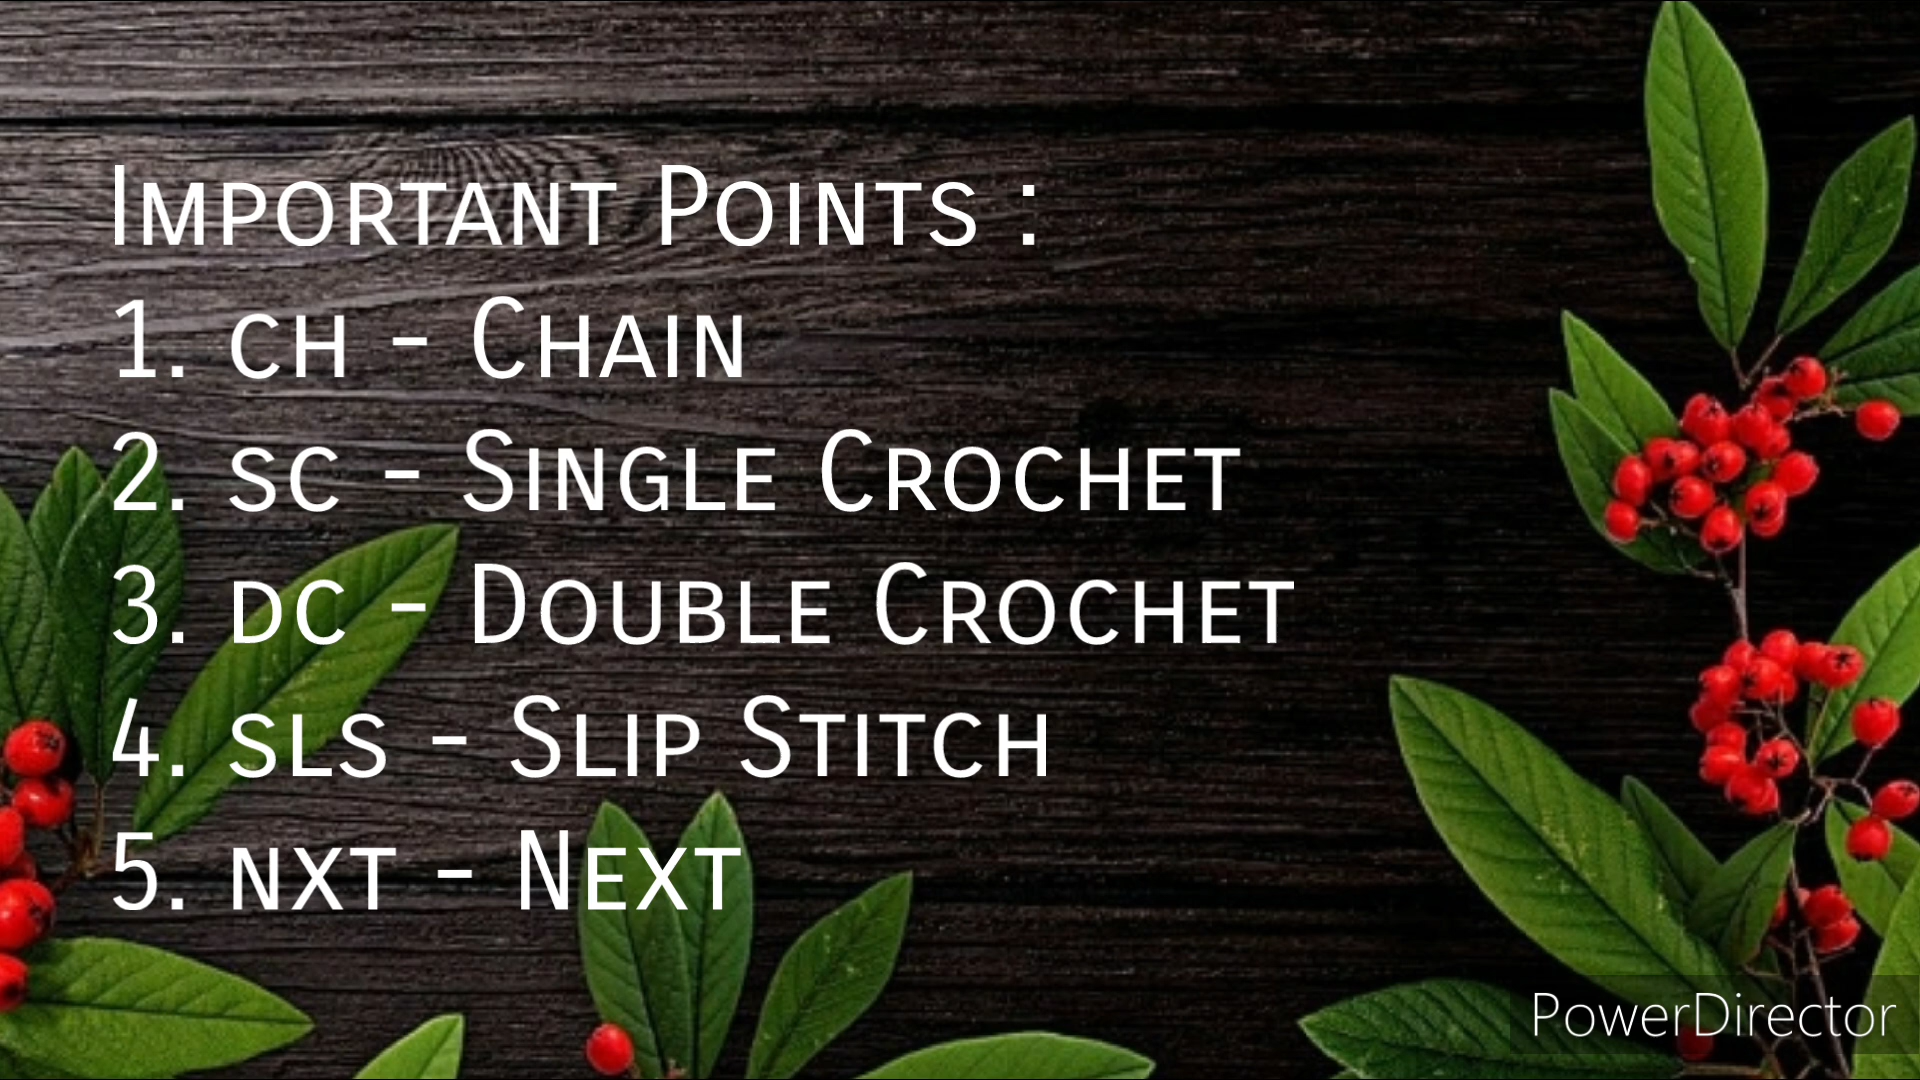 Important Points :
1. ch - Chain
2. sc - Single Crochet
3. dc - Double Crochet
4. sls - Slip Stitch
5. nxt - Next
PowerDirector